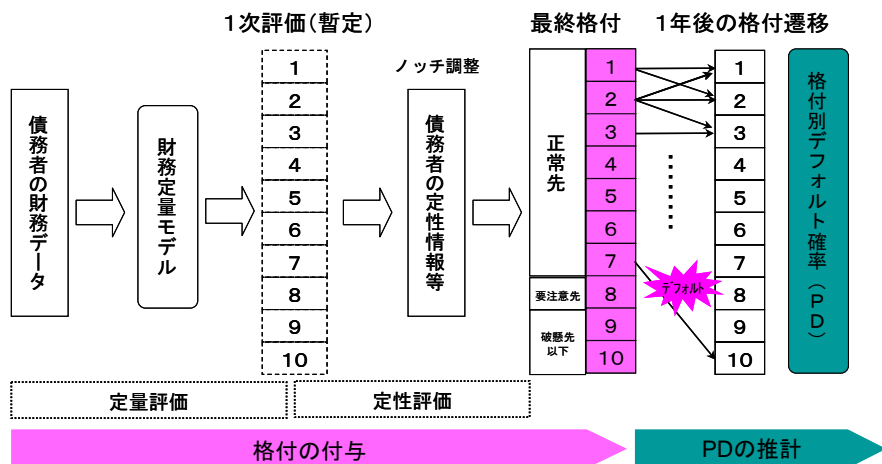 1次評価（暫定）
最終格付
1年後の格付遷移
ノッチ調整
債務者の財務データ
財務定量モデル
1
2
3
4
5
6
7
8
9
10
債務者の定性情報等
正常先
要注意先
破懸先
以下
1
2
3
4
5
6
7
8
9
10
デフォルト
1
2
3
4
5
6
7
8
9
10
格付別デフォルト確率（PD）
定量評価
定性評価
格付の付与
PDの推計